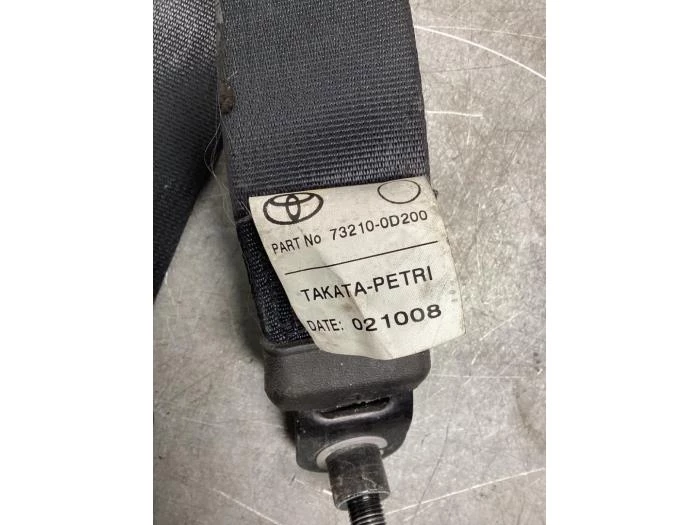 PART No 73210-0D200
TAKATA-PETRI
DATE: 021008